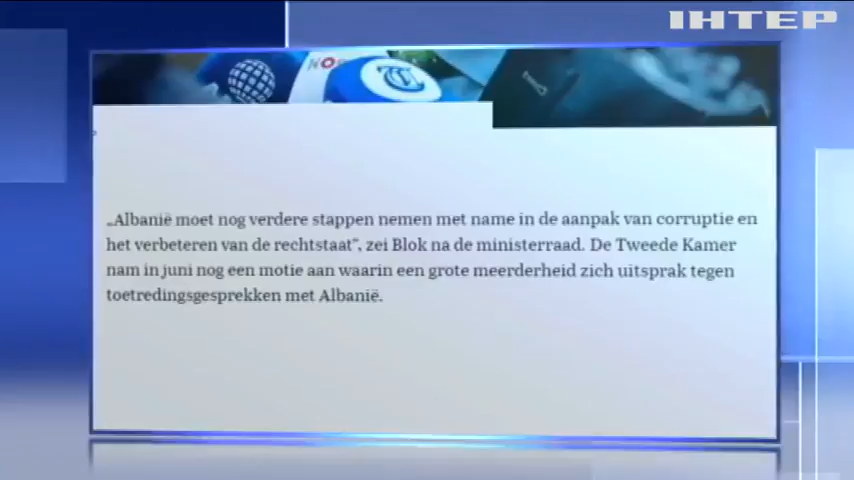 ІНТЕР
NOS
„Albanië moet nog verdere stappen nemen met name in de aanpak van corruptie en
het verbeteren van de rechtstaat”, zei Blok na de ministerraad. De Tweede Kamer
nam in juni nog een motie aan waarin een grote meerderheid zich uitsprak tegen
toetredingsgesprekken met Albanië.